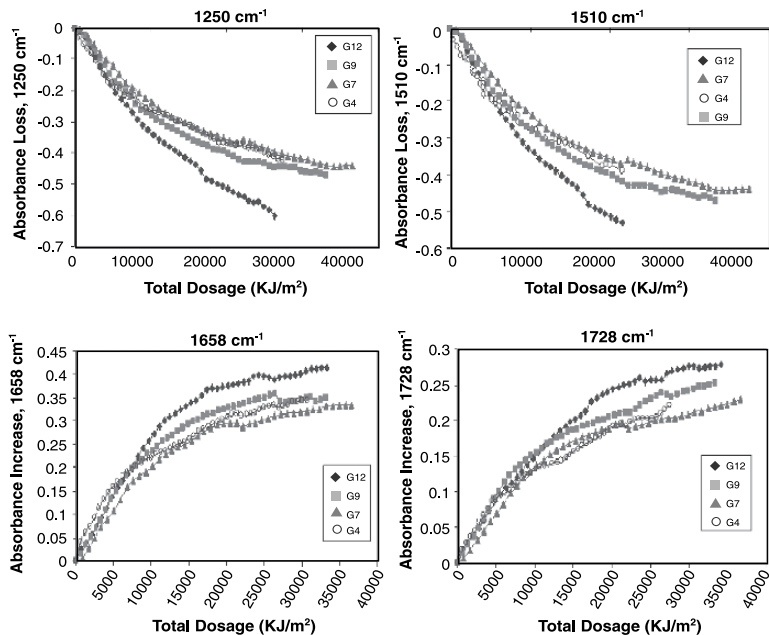 1250 cm-1
Absorbance Loss, 1250 cm-1
0
-0.1
-0.2
-0.3
-0.4
-0.5
-0.6
-0.7
G12
G9
G7
G4
0
10000
20000
30000
40000
Total Dosage (KJ/m²)
1510 cm-1
Absorbance Loss, 1510 cm-1
0
-0.1
-0.2
-0.3
-0.4
-0.5
-0.6
G12
G7
G4
G9
0
10000
20000
30000
40000
Total Dosage (KJ/m²)
1658 cm-1
Absorbance Increase, 1658 cm-1
0.45
0.4
0.35
0.3
0.25
0.2
0.15
0.1
0.05
0
G12
G9
G7
G4
0
5000
10000
15000
20000
25000
30000
35000
40000
Total Dosage (KJ/m²)
1728 cm-1
Absorbance Increase, 1728 cm-1
0.3
0.25
0.20
0.15
0.1
0.05
0
G12
G9
G7
G4
0
5000
10000
15000
20000
25000
30000
35000
40000
Total Dosage (KJ/m²)